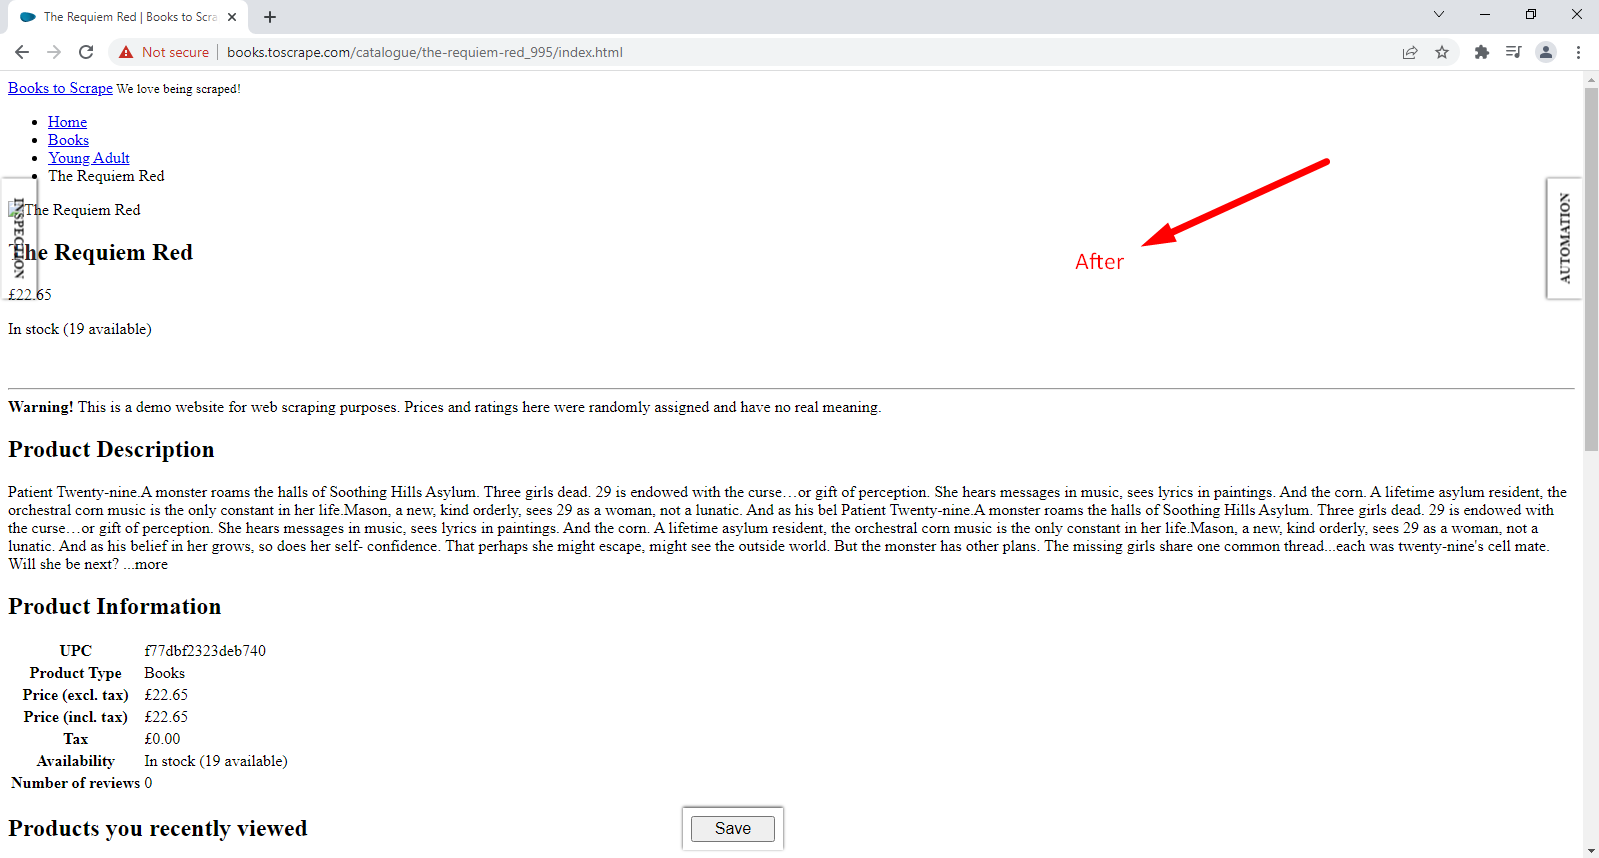 The Requiem Red | Books to Scra
Not secure
books.toscrape.com/catalogue/the-requiem-red_995/index.html
Books to Scrape We love being scraped!
Home
Books
Young Adult
The Requiem Red
The Requiem Red
INSPECTION
AUTOMATION
The Requiem Red
After
£22.65
In stock (19 available)
Warning! This is a demo website for web scraping purposes. Prices and ratings here were randomly assigned and have no real meaning.
Product Description
Patient Twenty-nine.A monster roams the halls of Soothing Hills Asylum. Three girls dead. 29 is endowed with the curse…or gift of perception. She hears messages in music, sees lyrics in paintings. And the corn. A lifetime asylum resident, the
orchestral corn music is the only constant in her life.Mason, a new, kind orderly, sees 29 as a woman, not a lunatic. And as his bel Patient Twenty-nine.A monster roams the halls of Soothing Hills Asylum. Three girls dead. 29 is endowed with
the curse…or gift of perception. She hears messages in music, sees lyrics in paintings. And the corn. A lifetime asylum resident, the orchestral corn music is the only constant in her life.Mason, a new, kind orderly, sees 29 as a woman, not a
lunatic. And as his belief in her grows, so does her self- confidence. That perhaps she might escape, might see the outside world. But the monster has other plans. The missing girls share one common thread...each was twenty-nine's cell mate.
Will she be next? ...more
Product Information
UPC f77dbf2323deb740
Product Type Books
Price (excl. tax) £22.65
Price (incl. tax) £22.65
Tax £0.00
Availability In stock (19 available)
Number of reviews 0
Products you recently viewed
Save